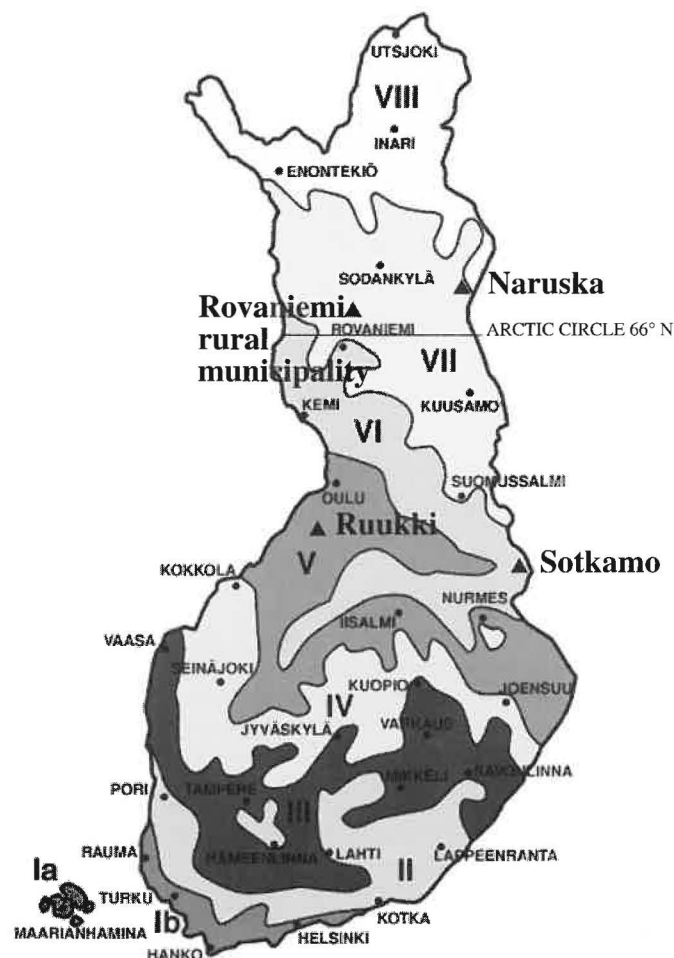 UTSJOKI
VIII
INARI
ENONTEKIÖ
SODANKYLÄ
Naruska
Rovaniemi
rural
municipality
ROVANIEMI
ARCTIC CIRCLE 66° N
VII
KEMI
KUUSAMO
VI
SUOMUSSALMI
OULU
Ruukki
V
Sotkamo
KOKKOLA
NURMES
IISALMI
VAASA
SEINÄJOKI
KUOPIO
JOENSUU
IV
JYVÄSKYLÄ
VARKAUS
SAVONLINNA
MIKKELI
PORI
TAMPERE
III
RAUMA
HÄMEENLINNA
LAHTI
LAPPEENRANTA
II
Ia
TURKU
Ib
KOTKA
MAARIANHAMINA
HELSINKI
HANKO